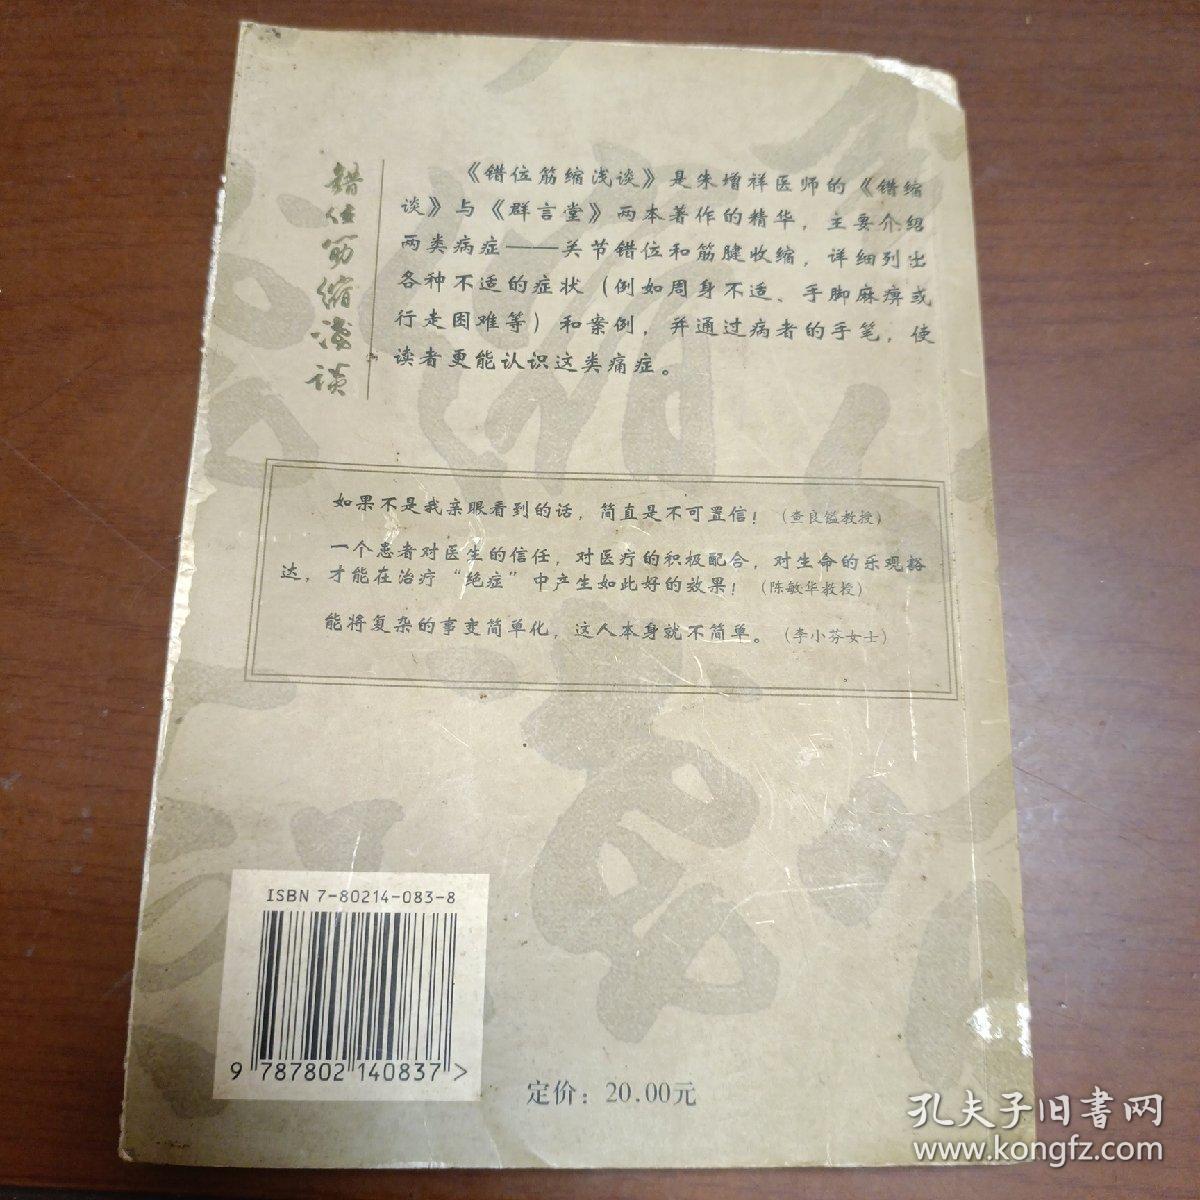 错位筋缩浅谈
《错位筋缩浅谈》是朱增祥医师的《错缩
谈》与《群言堂》两本著作的精华，主要介绍
两类病症——关节错位和筋腱收缩，详细列出
各种不适的症状（例如周身不适、手脚麻痹或
行走困难等）和案例，并通过病者的手笔，使
读者更能认识这类痛症。
如果不是我亲眼看到的话，简直是不可置信！（查良镒教授）
一个患者对医生的信任，对医疗的积极配合，对生命的乐观豁
达，才能在治疗“绝症”中产生如此好的效果！（陈敏华教授）
能将复杂的事变简单化，这人本身就不简单。（李小芬女士）
ISBN 7-80214-083-8
9 787802 140837 >
定价：20.00元
孔夫子旧书网
www.kongfz.com